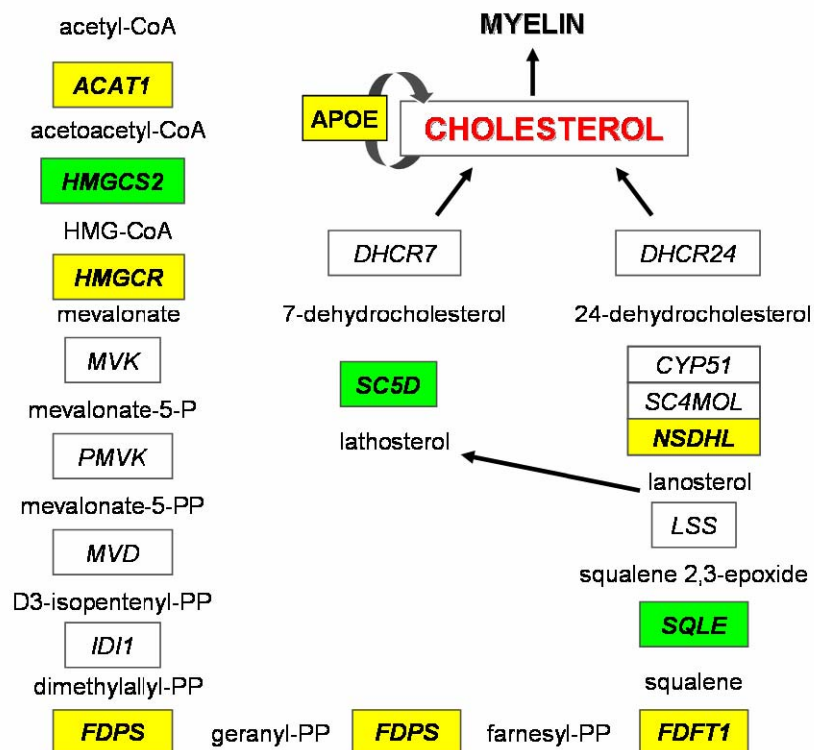 acetyl-CoA
ACAT1
acetoacetyl-CoA
HMGCS2
HMG-CoA
HMGCR
mevalonate
MVK
mevalonate-5-P
PMVK
mevalonate-5-PP
MVD
D3-isopentenyl-PP
IDI1
dimethylallyl-PP
FDPS
geranyl-PP
FDPS
farnesyl-PP
FDFT1
squalene
SQLE
squalene 2,3-epoxide
LSS
lanosterol
NSDHL
SC4MOL
CYP51
24-dehydrocholesterol
DHCR24
lathosterol
SC5D
7-dehydrocholesterol
DHCR7
APOE
CHOLESTEROL
MYELIN